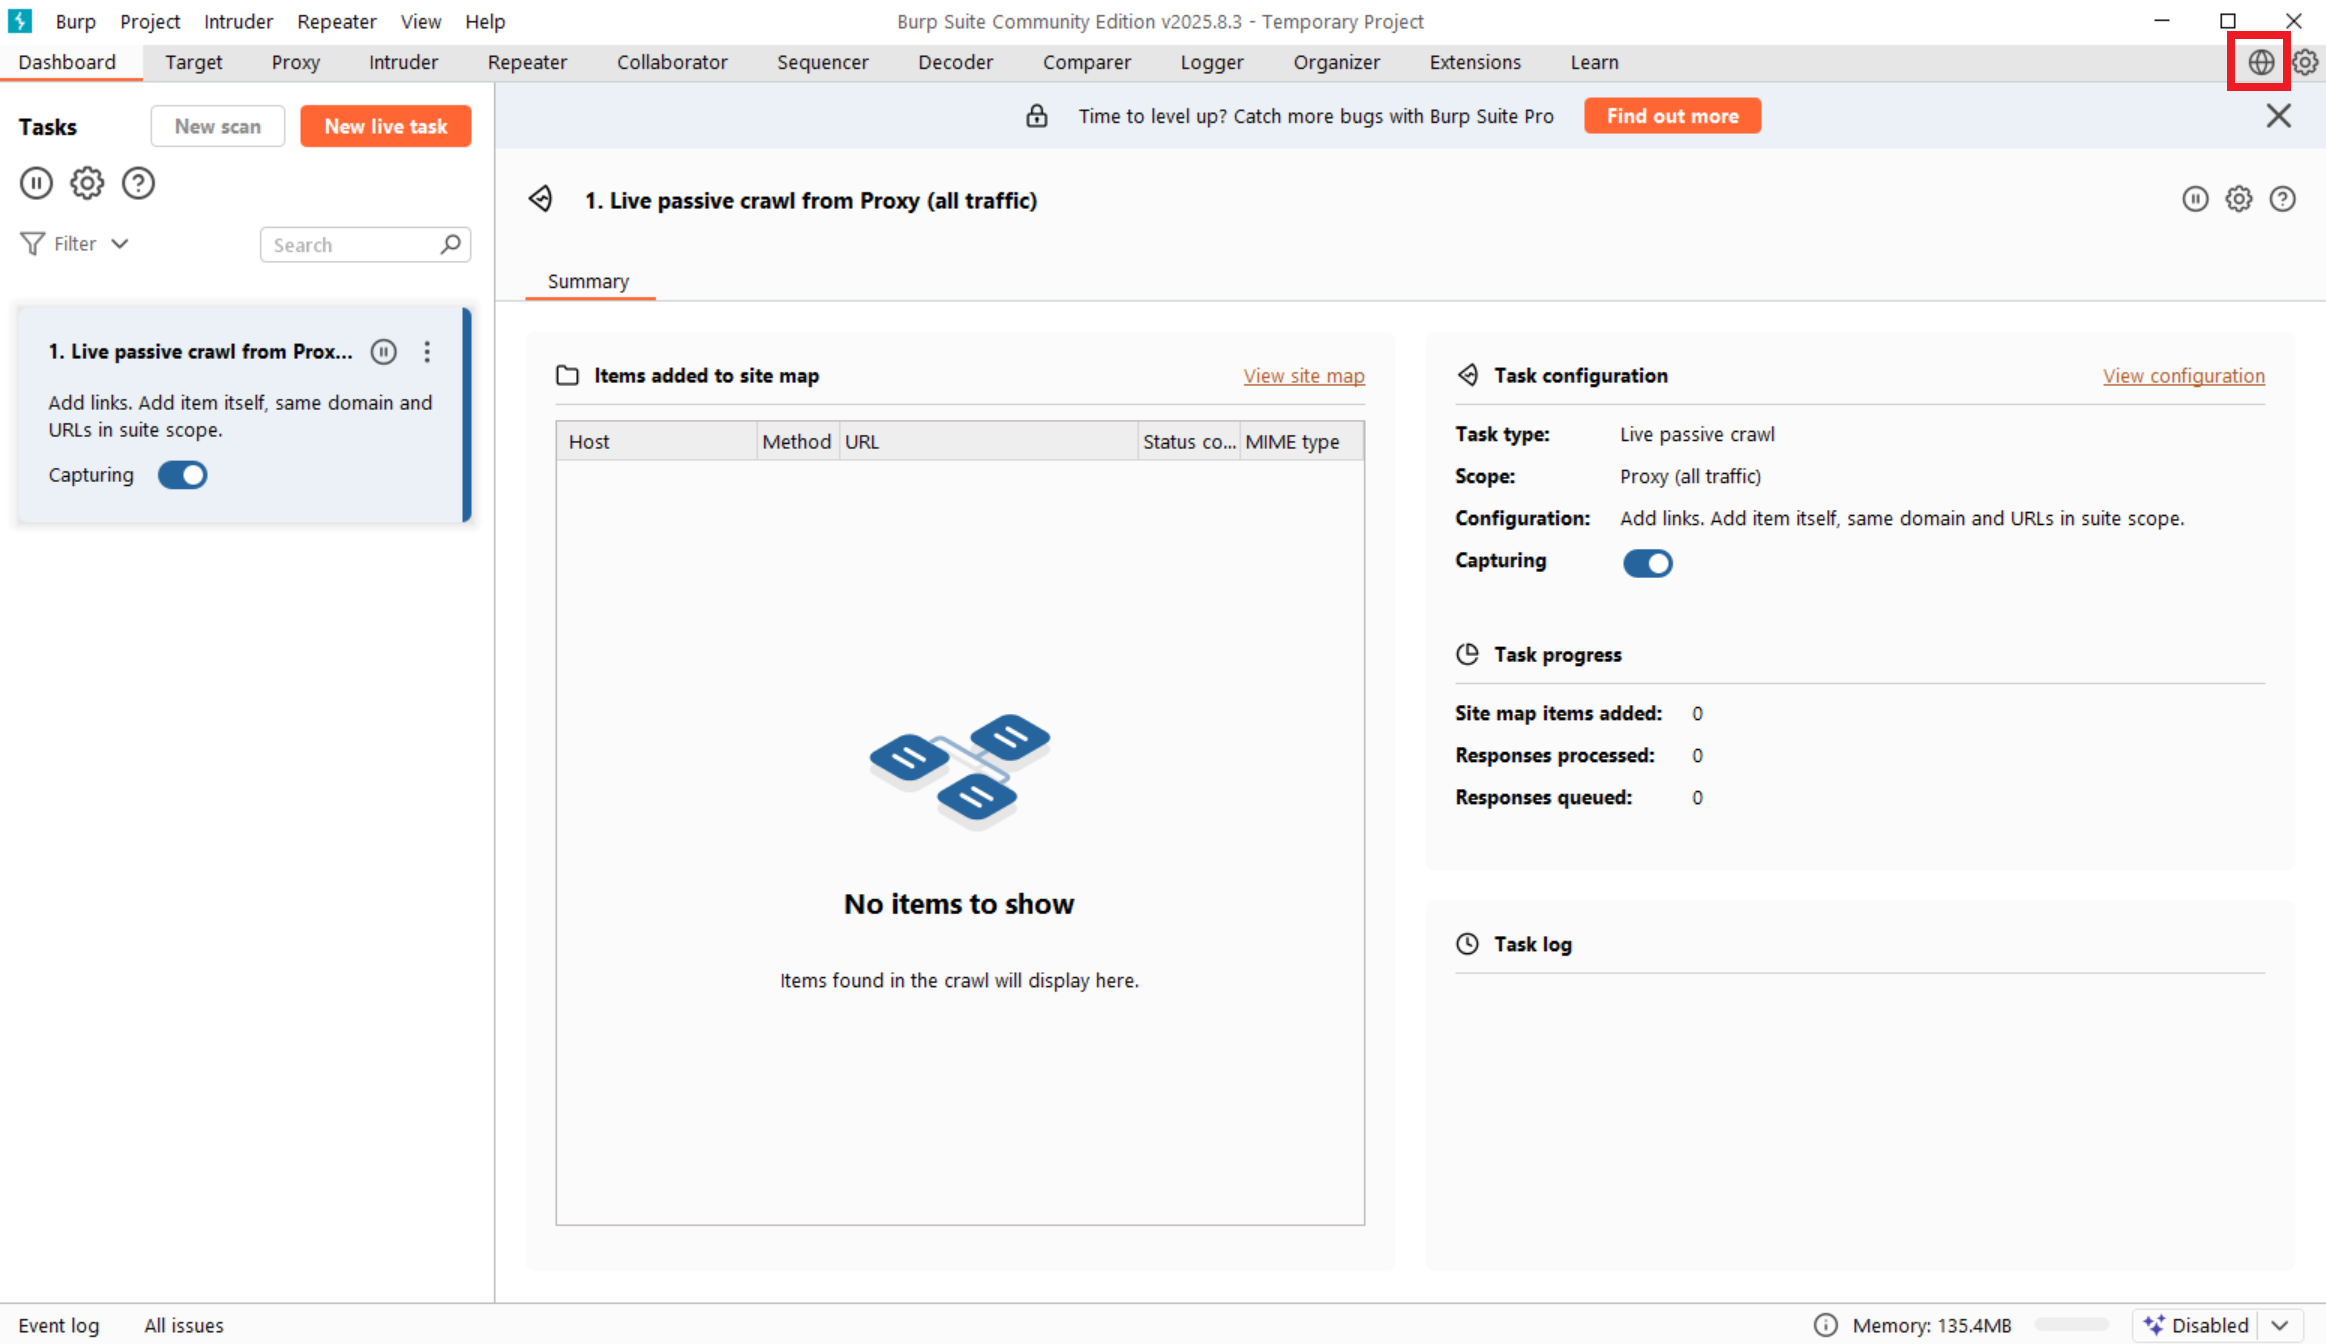 Burp Project Intruder Repeater View Help
Burp Suite Community Edition v2025.8.3 - Temporary Project
Dashboard Target Proxy Intruder Repeater Collaborator Sequencer Decoder Comparer Logger Organizer Extensions Learn
Tasks
New scan
New live task
Filter
Search
1. Live passive crawl from Prox...
Add links. Add item itself, same domain and
URLs in suite scope.
Capturing
Time to level up? Catch more bugs with Burp Suite Pro
Find out more
1. Live passive crawl from Proxy (all traffic)
Summary
Items added to site map
View site map
Host Method URL Status co... MIME type
No items to show
Items found in the crawl will display here.
Task configuration
View configuration
Task type: Live passive crawl
Scope: Proxy (all traffic)
Configuration: Add links. Add item itself, same domain and URLs in suite scope.
Capturing
Task progress
Site map items added: 0
Responses processed: 0
Responses queued: 0
Task log
Event log All issues
Memory: 135.4MB
Disabled